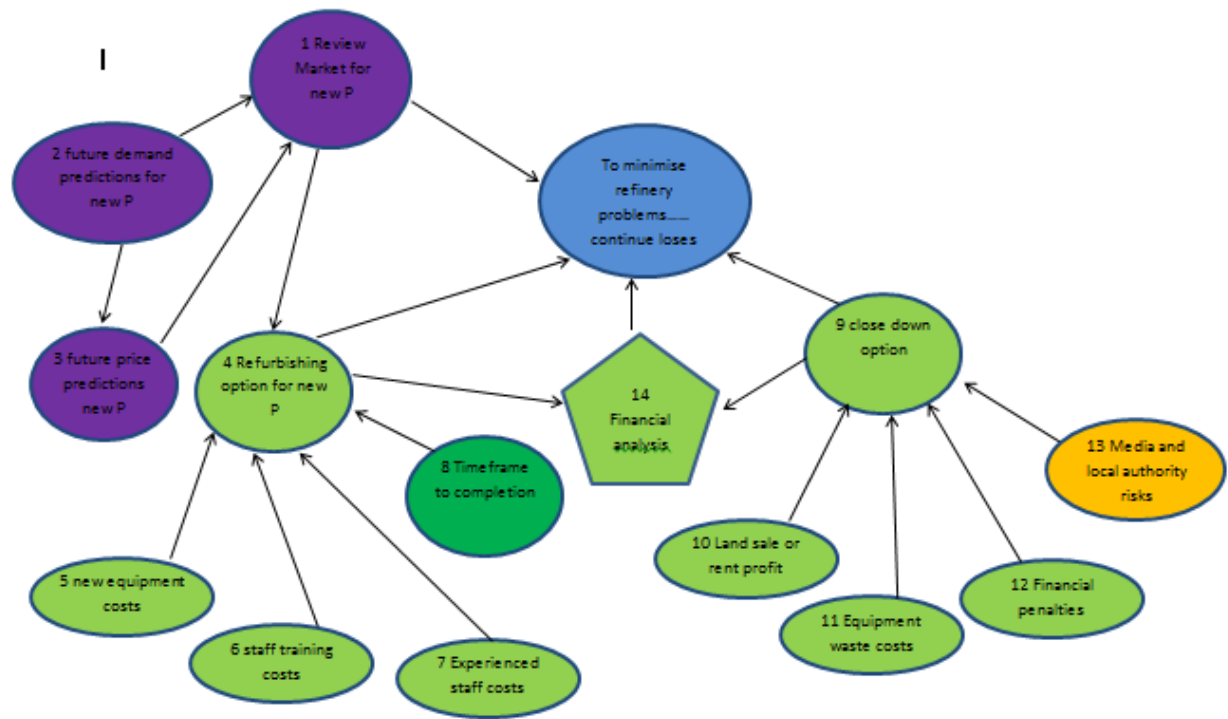 I
1 Review
Market for
new P
2 future demand
predictions for
new P
To minimise
refinery
problems......
continue loses
3 future price
predictions
new P
4 Refurbishing
option for new
P
9 close down
option
14
Financial
analysis.
8 Timeframe
to completion
13 Media and
local authority
risks
10 Land sale or
rent profit
5 new equipment
costs
12 Financial
penalties
11 Equipment
waste costs
6 staff training
costs
7 Experienced
staff costs